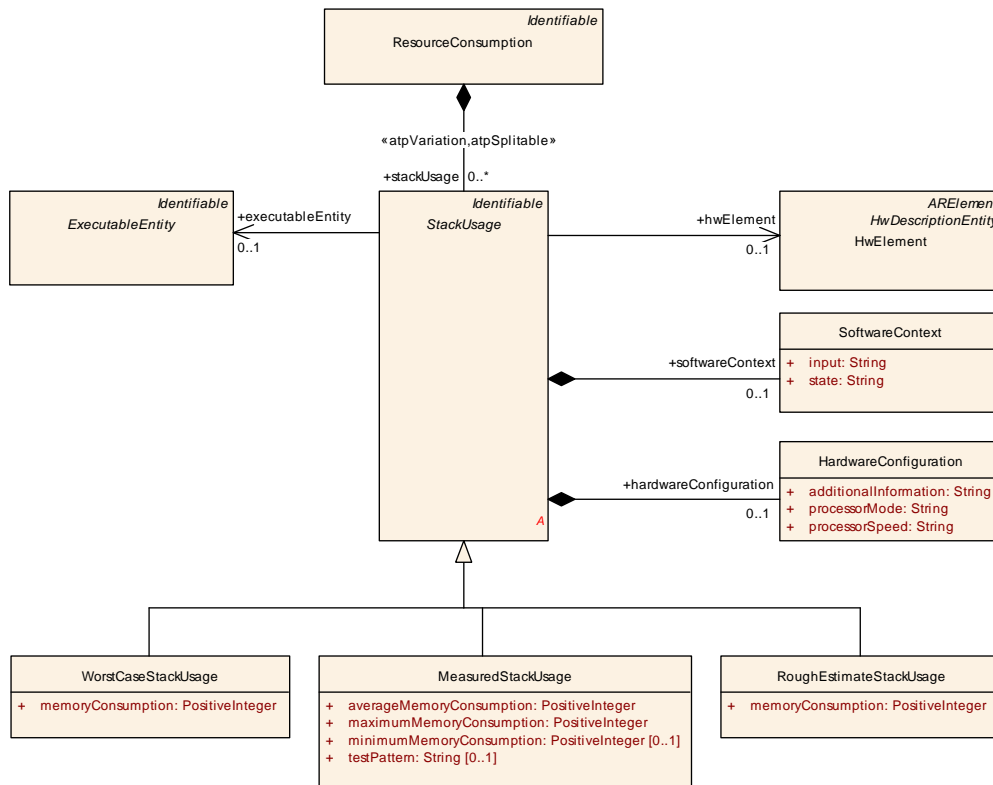 Identifiable
ResourceConsumption
«atpVariation,atpSplitable»
+stackUsage 0..*
Identifiable
ExecutableEntity
+executableEntity
0..1
Identifiable
StackUsage
A
+hwElement
0..1
ARElement
HwDescriptionEntity
HwElement
+softwareContext
0..1
SoftwareContext
+ input: String
+ state: String
+hardwareConfiguration
0..1
HardwareConfiguration
+ additionalInformation: String
+ processorMode: String
+ processorSpeed: String
WorstCaseStackUsage
+ memoryConsumption: PositiveInteger
MeasuredStackUsage
+ averageMemoryConsumption: PositiveInteger
+ maximumMemoryConsumption: PositiveInteger
+ minimumMemoryConsumption: PositiveInteger [0..1]
+ testPattern: String [0..1]
RoughEstimateStackUsage
+ memoryConsumption: PositiveInteger